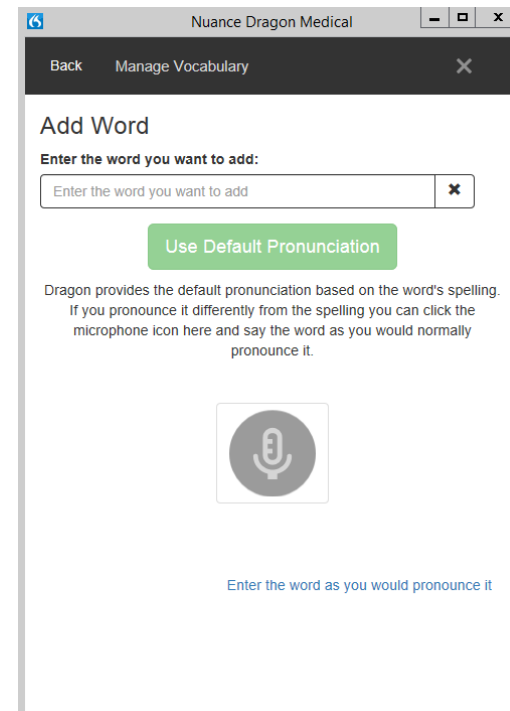 Nuance Dragon Medical
Back Manage Vocabulary
Add Word
Enter the word you want to add:
Enter the word you want to add
Use Default Pronunciation
Dragon provides the default pronunciation based on the word's spelling.
If you pronounce it differently from the spelling you can click the
microphone icon here and say the word as you would normally
pronounce it.
Enter the word as you would pronounce it